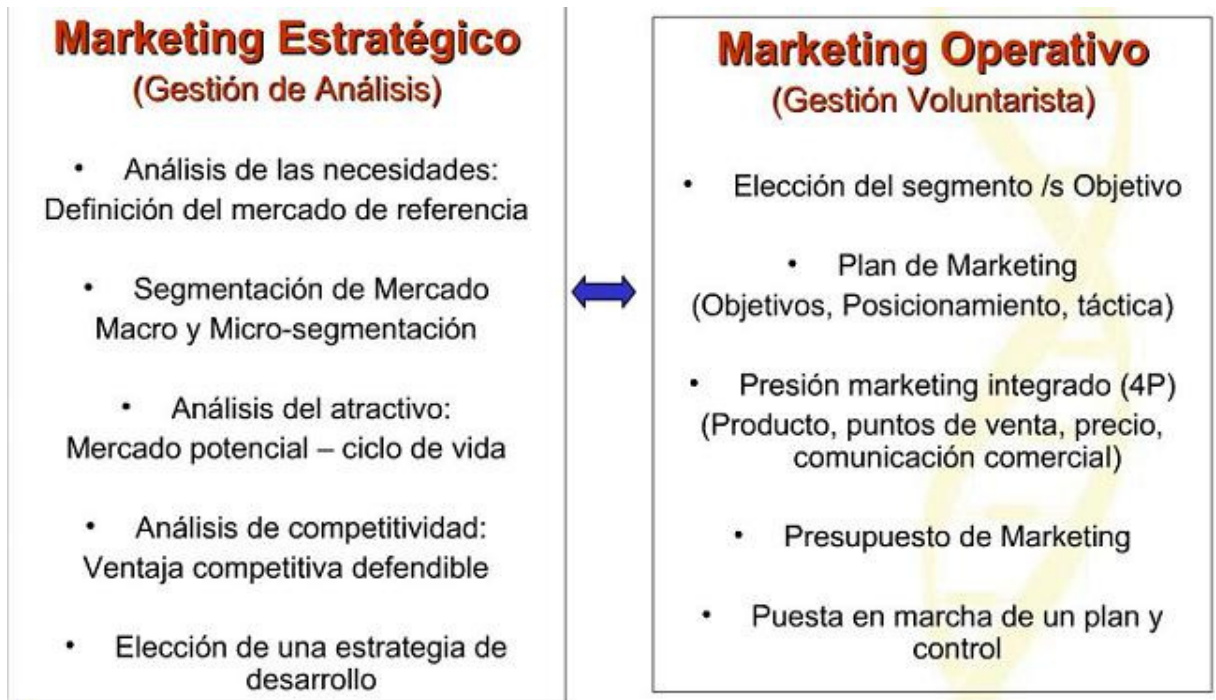 Marketing Estratégico
(Gestión de Análisis)
• Análisis de las necesidades:
Definición del mercado de referencia
• Segmentación de Mercado
Macro y Micro-segmentación
• Análisis del atractivo:
Mercado potencial – ciclo de vida
• Análisis de competitividad:
Ventaja competitiva defendible
• Elección de una estrategia de
desarrollo
Marketing Operativo
(Gestión Voluntarista)
• Elección del segmento /s Objetivo
• Plan de Marketing
(Objetivos, Posicionamiento, táctica)
• Presión marketing integrado (4P)
(Producto, puntos de venta, precio,
comunicación comercial)
• Presupuesto de Marketing
• Puesta en marcha de un plan y
control